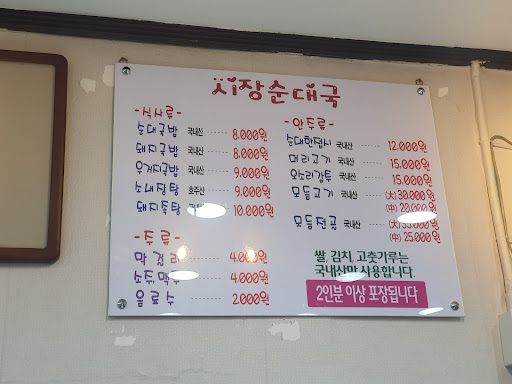 시장순대국
-식사류-
순대국밥 국내산 8.000원
돼지국밥 국내산 8.000원
우거지국밥 국내산 9.000원
소내장탕 호주산 9.000원
돼지족탕 10.000원
-주류-
막걸리 4.000원
소주맥주 4.000원
음료수 2.000원
-안주류-
순대한접시 국내산 12.000원
머리고기 국내산 15.000원
오소리감투 국내산 15.000원
모듬고기 국내산 (大) 30.000원
(中) 20.000원
모듬전골 국내산 (大) 35.000원
(中) 25.000원
쌀, 김치, 고춧가루는
국내산만 사용합니다.
2인분 이상 포장됩니다